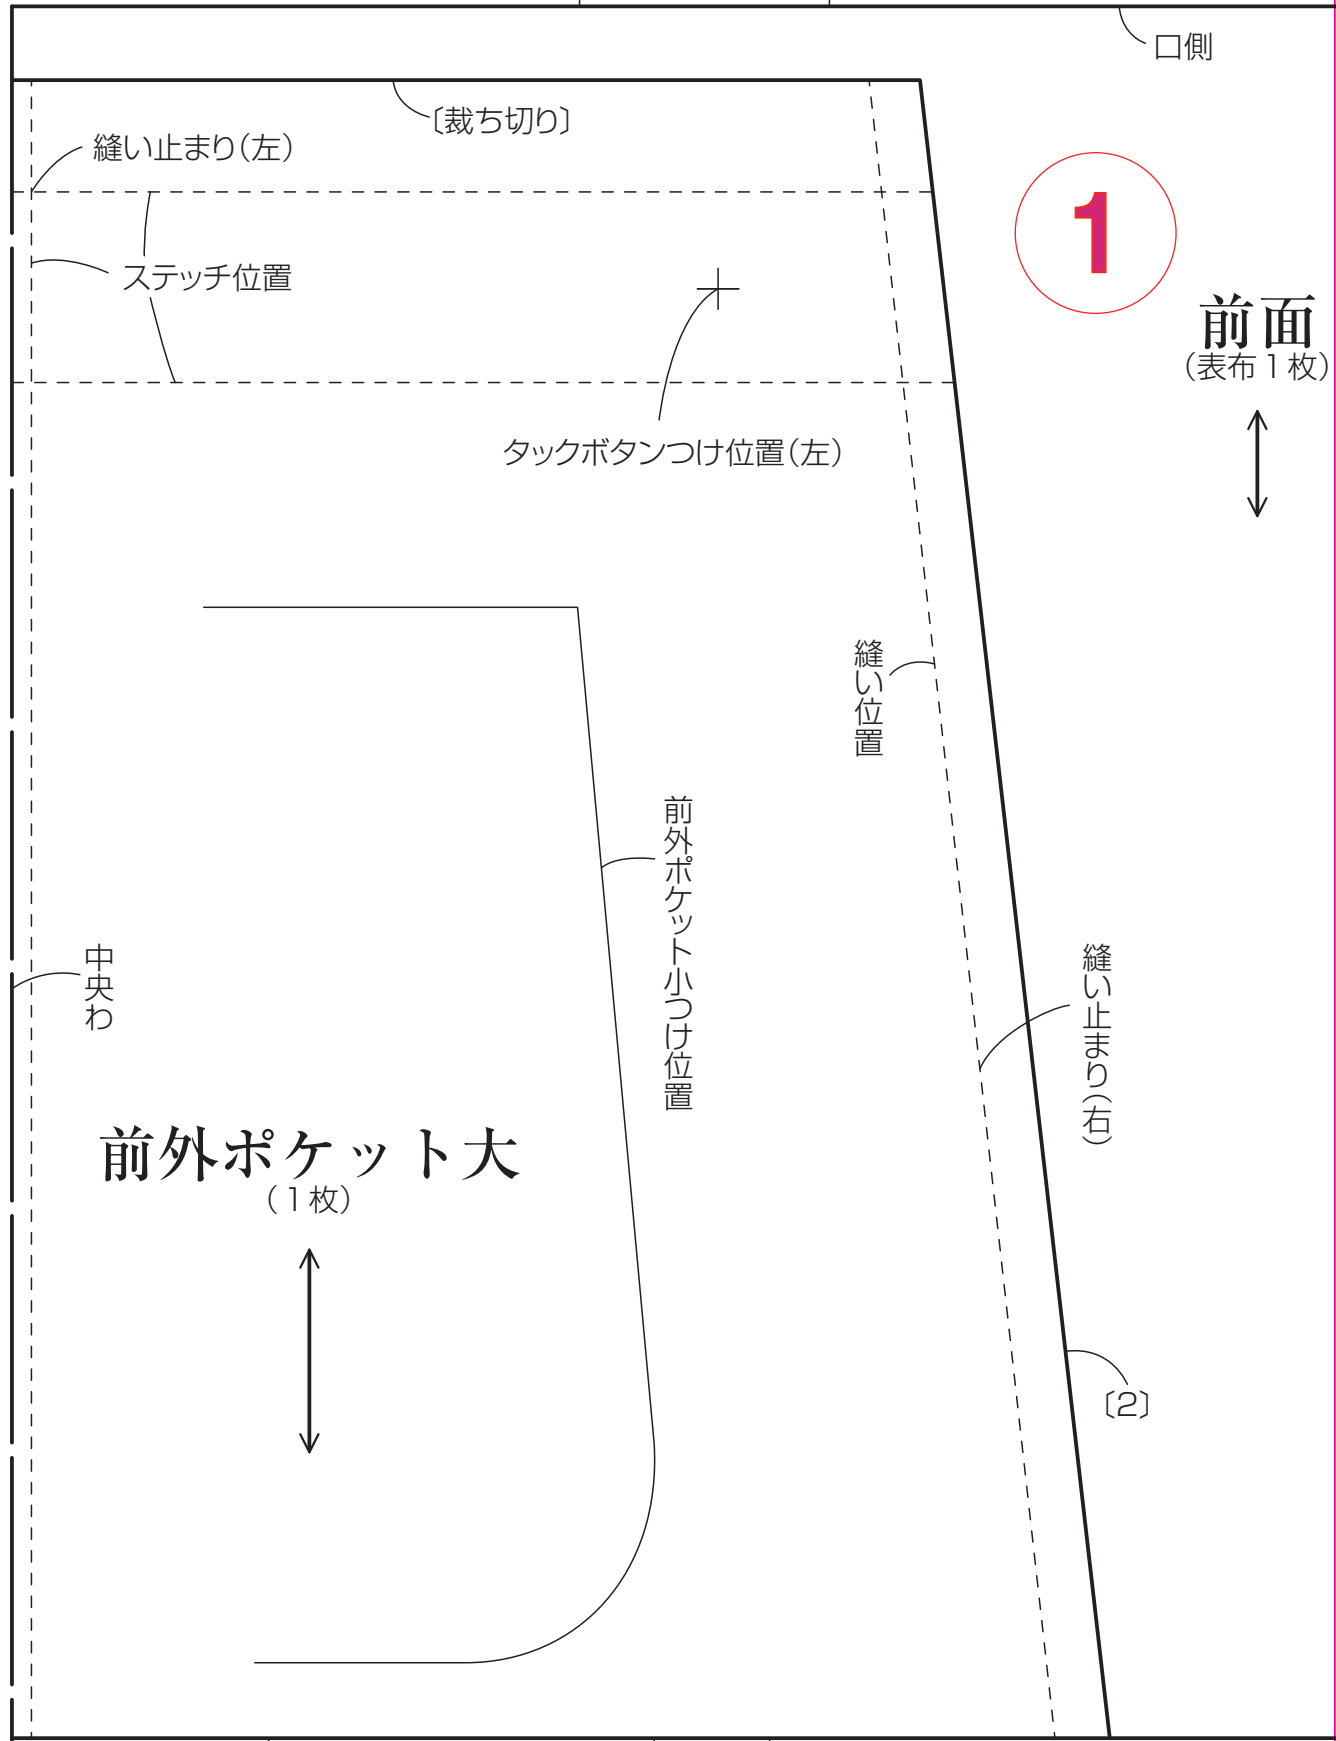 口側
〔裁ち切り〕
縫い止まり(左)
1
ステッチ位置
前面
(表布1枚)
タックボタンつけ位置(左)
縫い位置
前外ポケット小つけ位置
中央わ
縫い止まり(右)
前外ポケット大
(1枚)
〔2〕